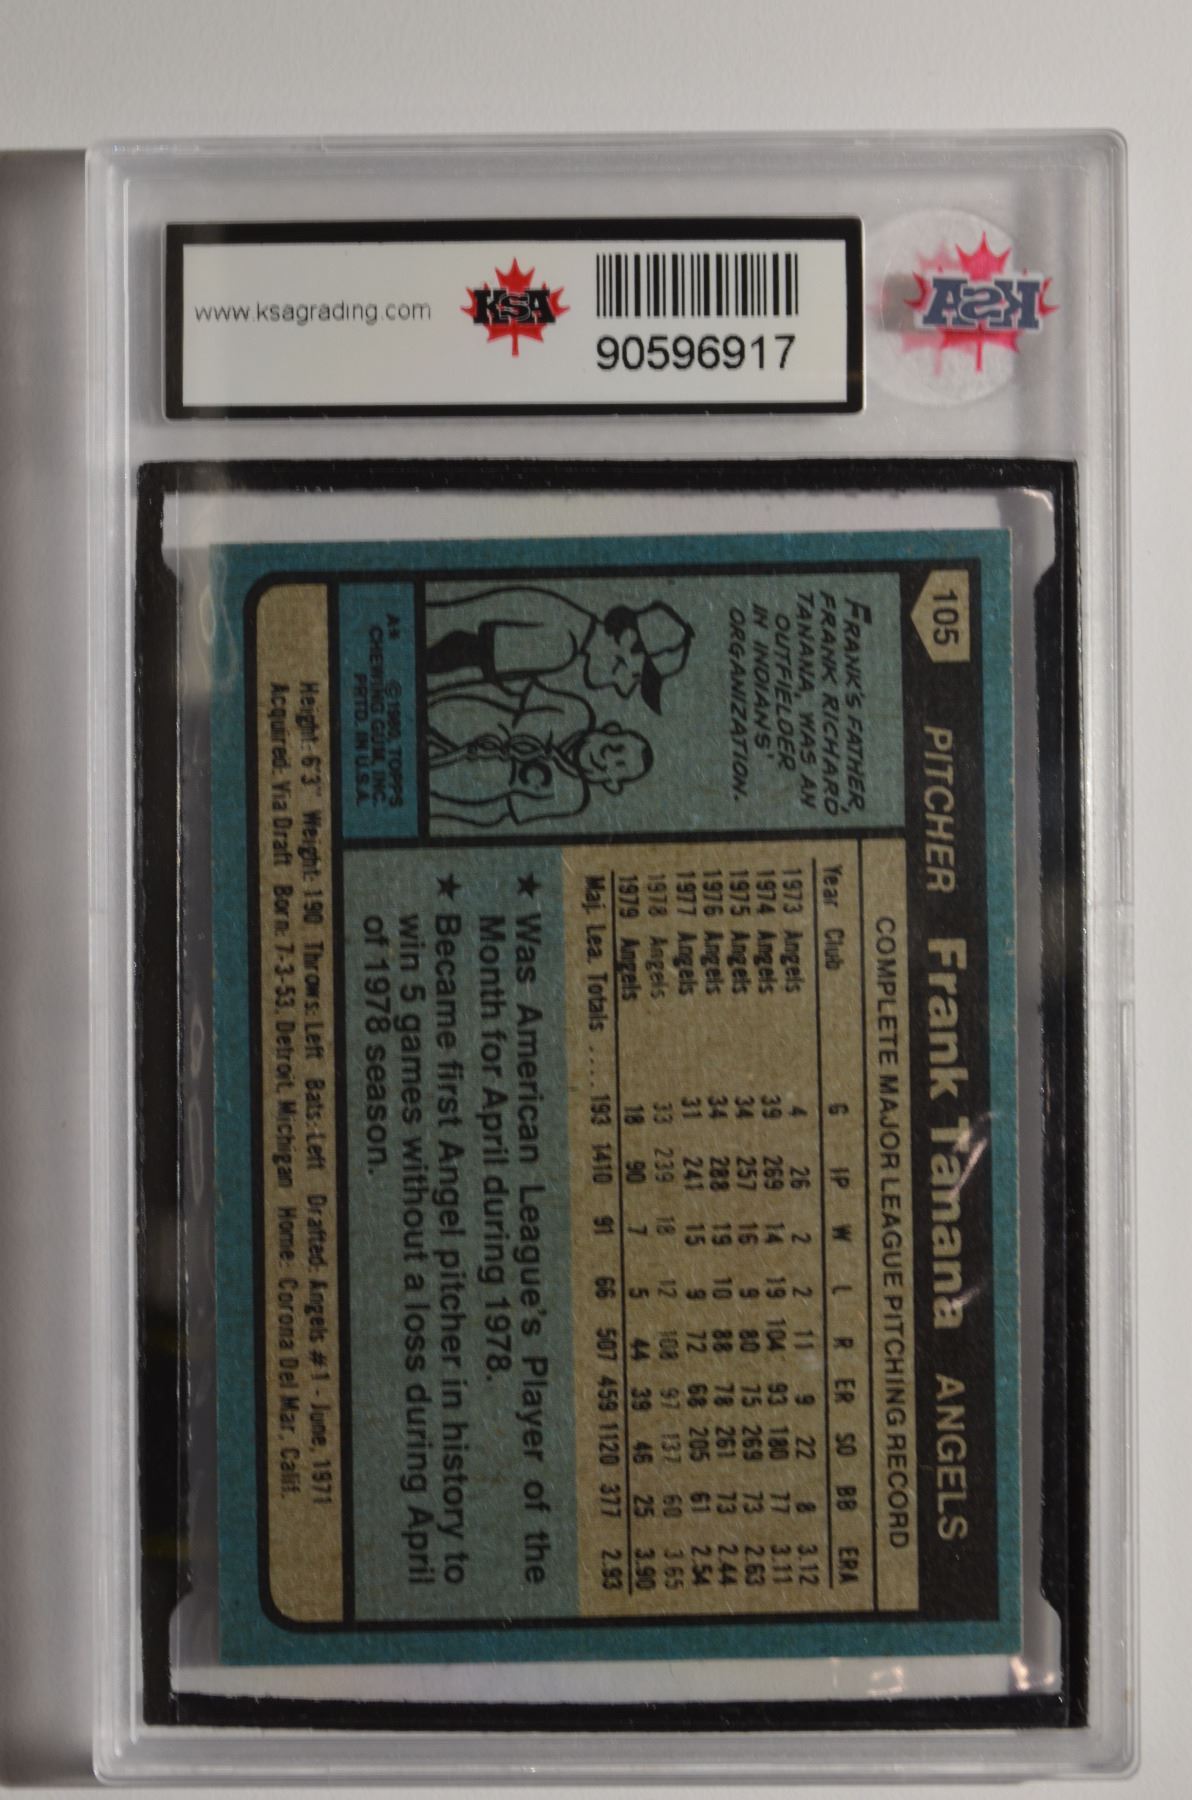 www.ksagrading.com
KSA
90596917
KSA
105
PITCHER Frank Tanana ANGELS
FRANK'S FATHER,
FRANK RICHARD
TANANA, WAS AN
OUTFIELDER
IN INDIANS'
ORGANIZATION.
C
©1980, TOPPS
CHEWING GUM, INC.
PRTD. IN U.S.A.
COMPLETE MAJOR LEAGUE PITCHING RECORD
Year Club G IP W L R ER SO BB ERA
1973 Angels 4 26 2 2 11 9 22 8 3.12
1974 Angels 39 269 14 19 104 93 180 77 3.11
1975 Angels 34 257 16 9 80 75 269 73 2.63
1976 Angels 34 288 19 10 88 78 261 73 2.44
1977 Angels 31 241 15 9 72 68 205 61 2.54
1978 Angels 33 239 18 12 108 97 137 60 3.65
1979 Angels 18 90 7 5 44 39 46 25 3.90
Maj. Lea. Totals ..... 193 1410 91 66 507 459 1120 377 2.93
★ Was American League's Player of the
Month for April during 1978.
★ Became first Angel pitcher in history to
win 5 games without a loss during April
of 1978 season.
Height: 6'3" Weight: 190 Throws: Left Bats: Left Drafted: Angels #1 - June, 1971
Acquired: Via Draft Born: 7-3-53, Detroit, Michigan Home: Corona Del Mar, Calif.